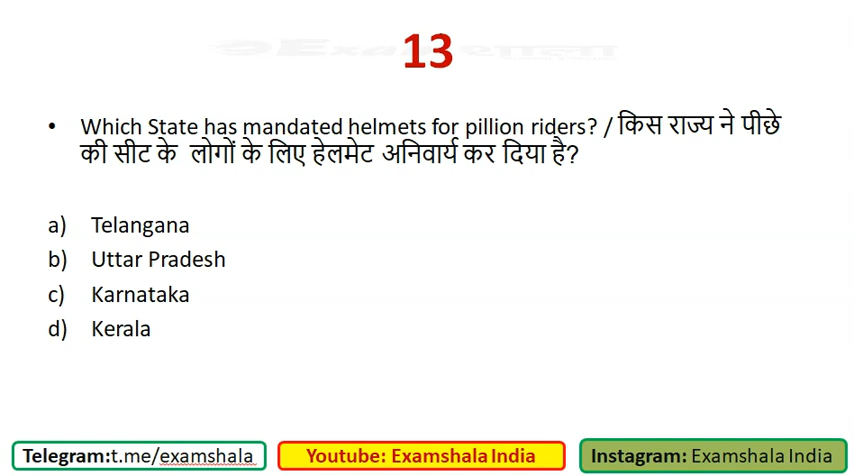 13
• Which State has mandated helmets for pillion riders? / किस राज्य ने पीछे
की सीट के लोगों के लिए हेलमेट अनिवार्य कर दिया है?
a) Telangana
b) Uttar Pradesh
c) Karnataka
d) Kerala
Telegram:t.me/examshala
Youtube: Examshala India
Instagram: Examshala India